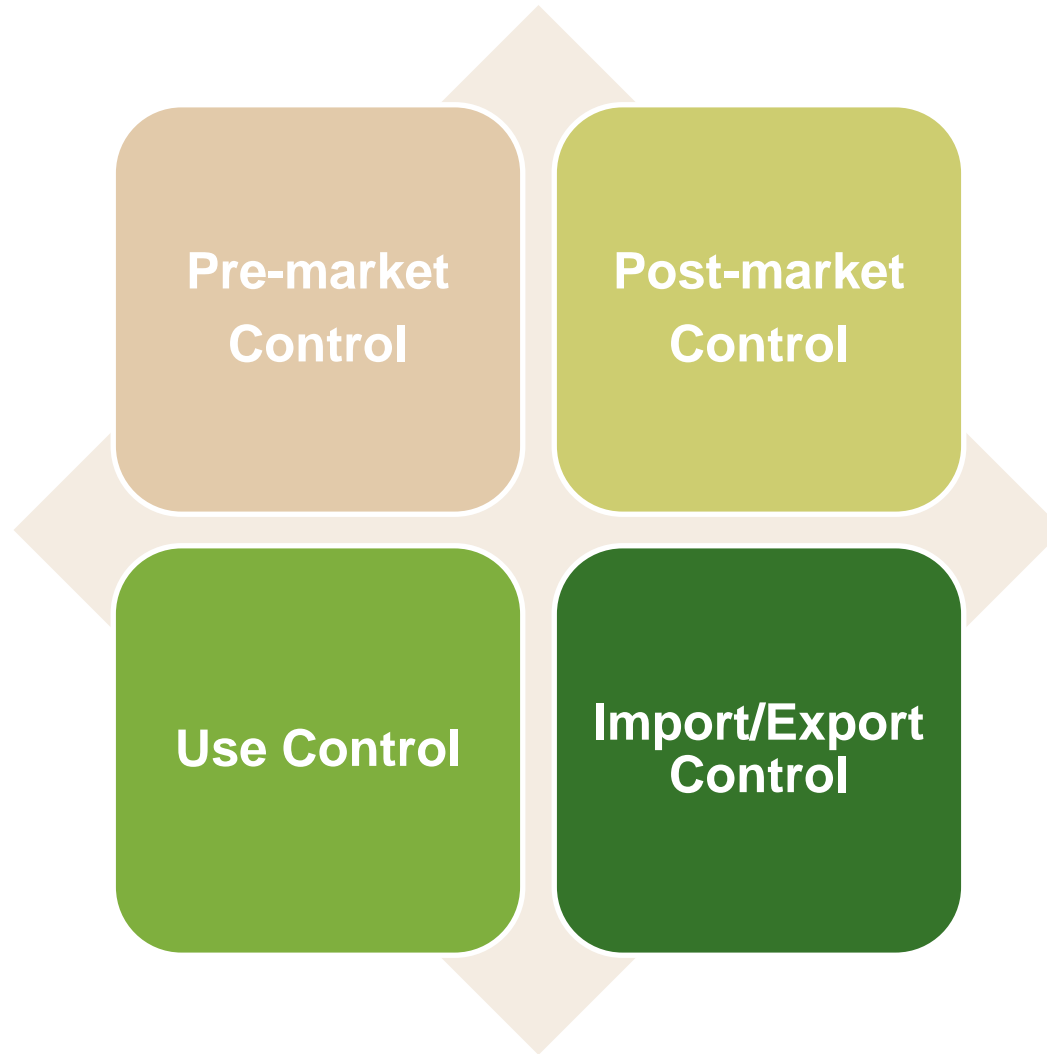 Pre-market
Control
Post-market
Control
Use Control
Import/Export
Control